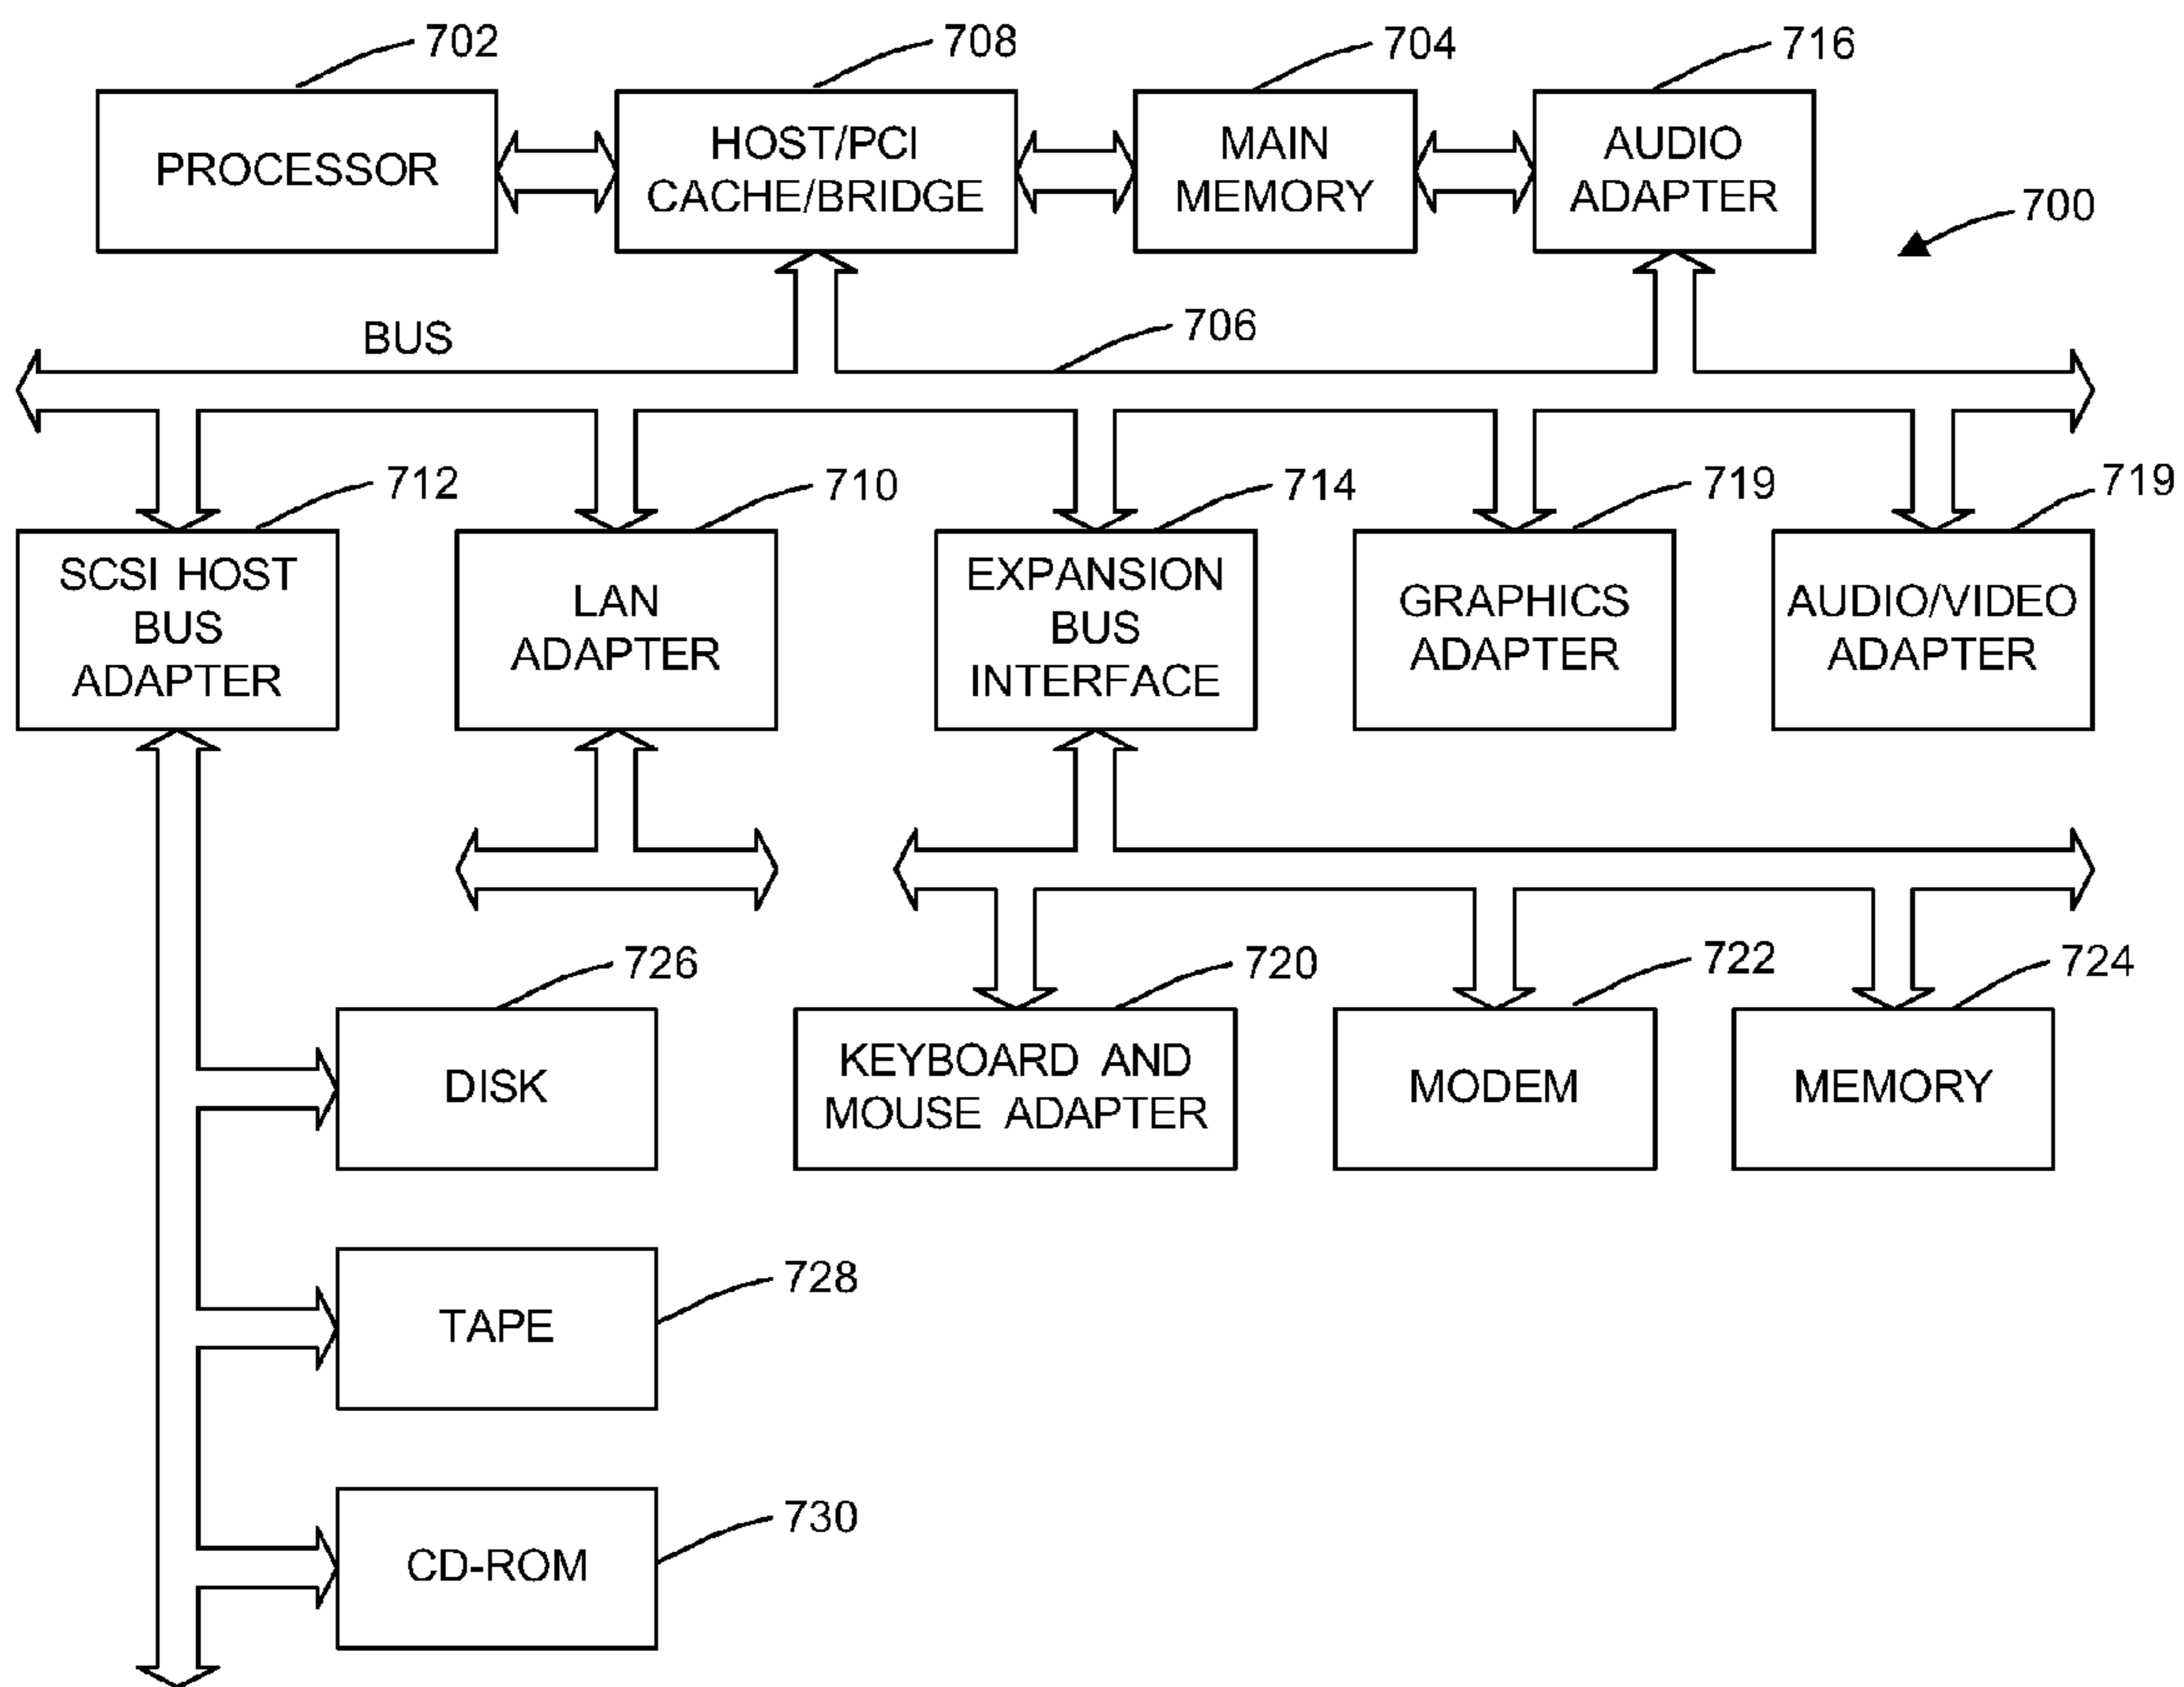 702
708
704
716
PROCESSOR
HOST/PCI
CACHE/BRIDGE
MAIN
MEMORY
AUDIO
ADAPTER
700
BUS
706
712
710
714
719
719
SCSI HOST
BUS
ADAPTER
LAN
ADAPTER
EXPANSION
BUS
INTERFACE
GRAPHICS
ADAPTER
AUDIO/VIDEO
ADAPTER
726
720
722
724
DISK
KEYBOARD AND
MOUSE ADAPTER
MODEM
MEMORY
728
TAPE
730
CD-ROM